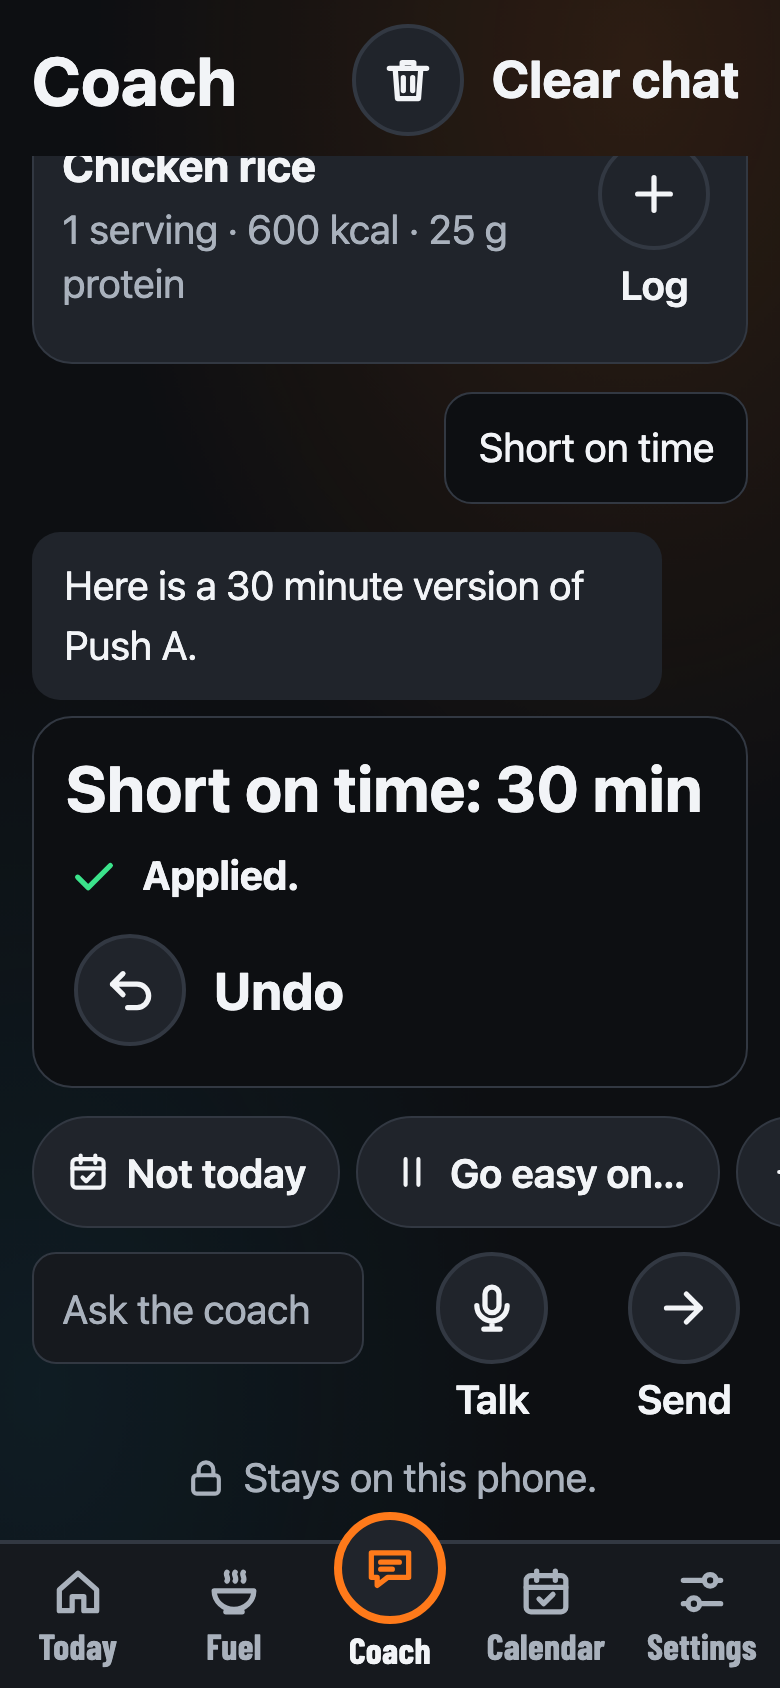 Coach
Clear chat
Chicken rice
1 serving · 600 kcal · 25 g
protein
Log
Short on time
Here is a 30 minute version of
Push A.
Short on time: 30 min
Applied.
Undo
Not today
Go easy on...
Ask the coach
Talk
Send
Stays on this phone.
Today
Fuel
Coach
Calendar
Settings